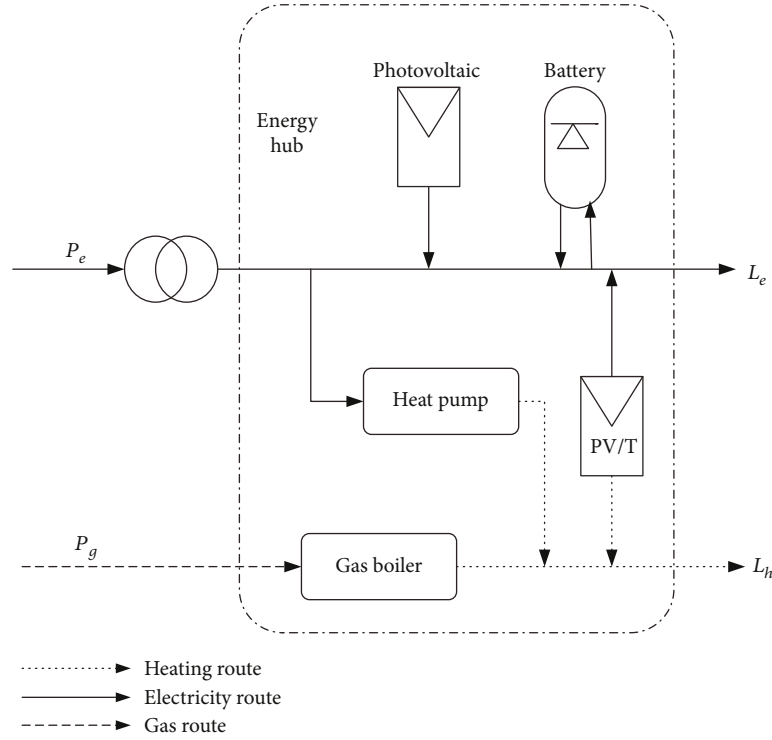 Photovoltaic
Battery
Energy
hub
P_e
L_e
Heat pump
PV/T
P_g
Gas boiler
L_h
Heating route
Electricity route
Gas route